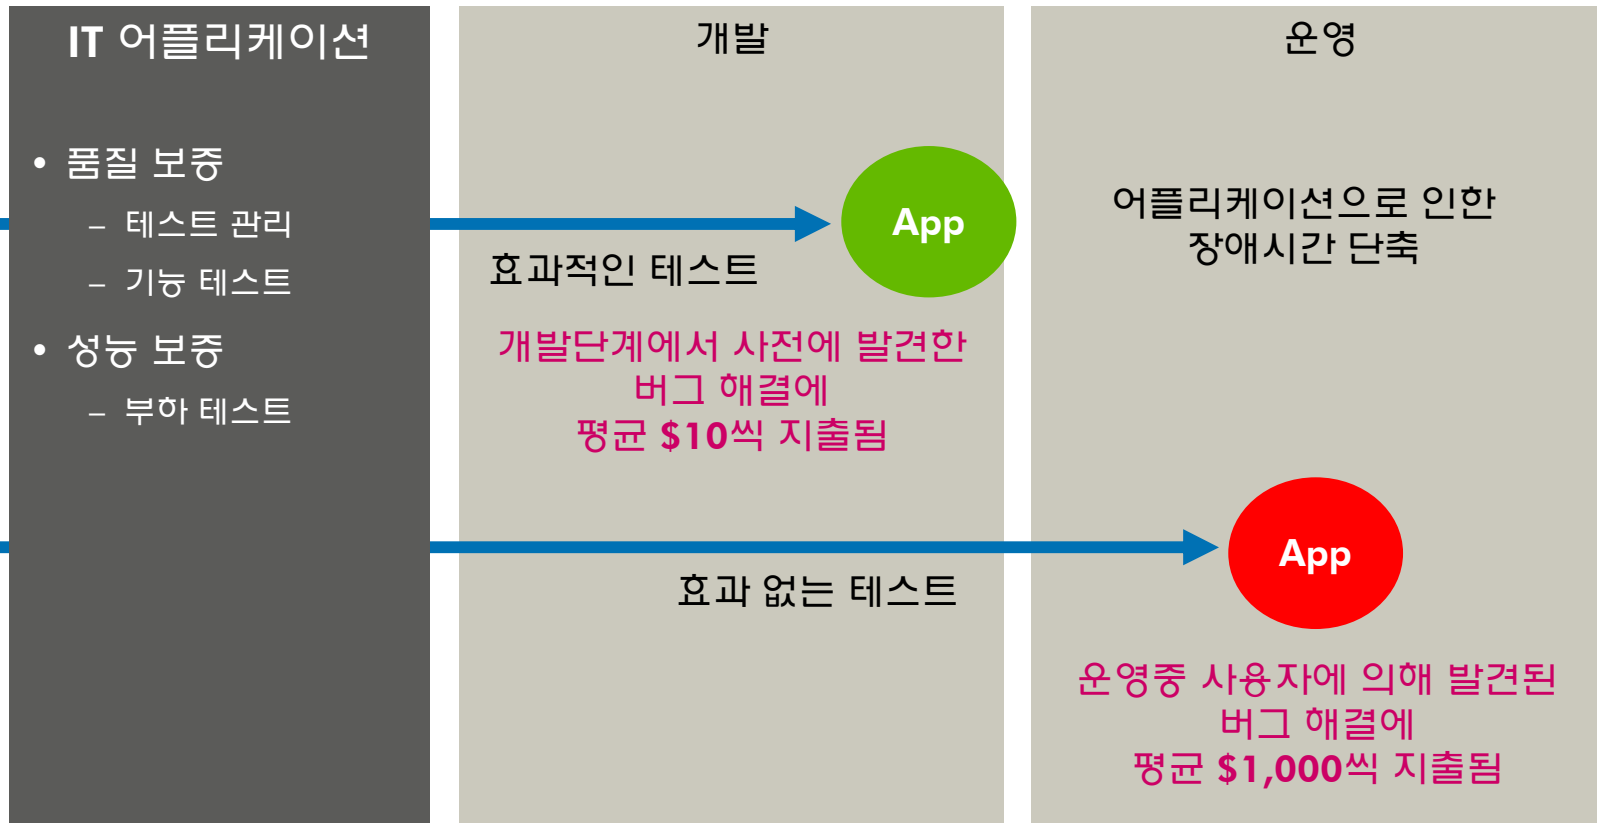 IT 어플리케이션
• 품질 보증
– 테스트 관리
– 기능 테스트
• 성능 보증
– 부하 테스트
개발
App
효과적인 테스트
개발단계에서 사전에 발견한
버그 해결에
평균 $10씩 지출됨
효과 없는 테스트
운영
어플리케이션으로 인한
장애시간 단축
App
운영중 사용자에 의해 발견된
버그 해결에
평균 $1,000씩 지출됨